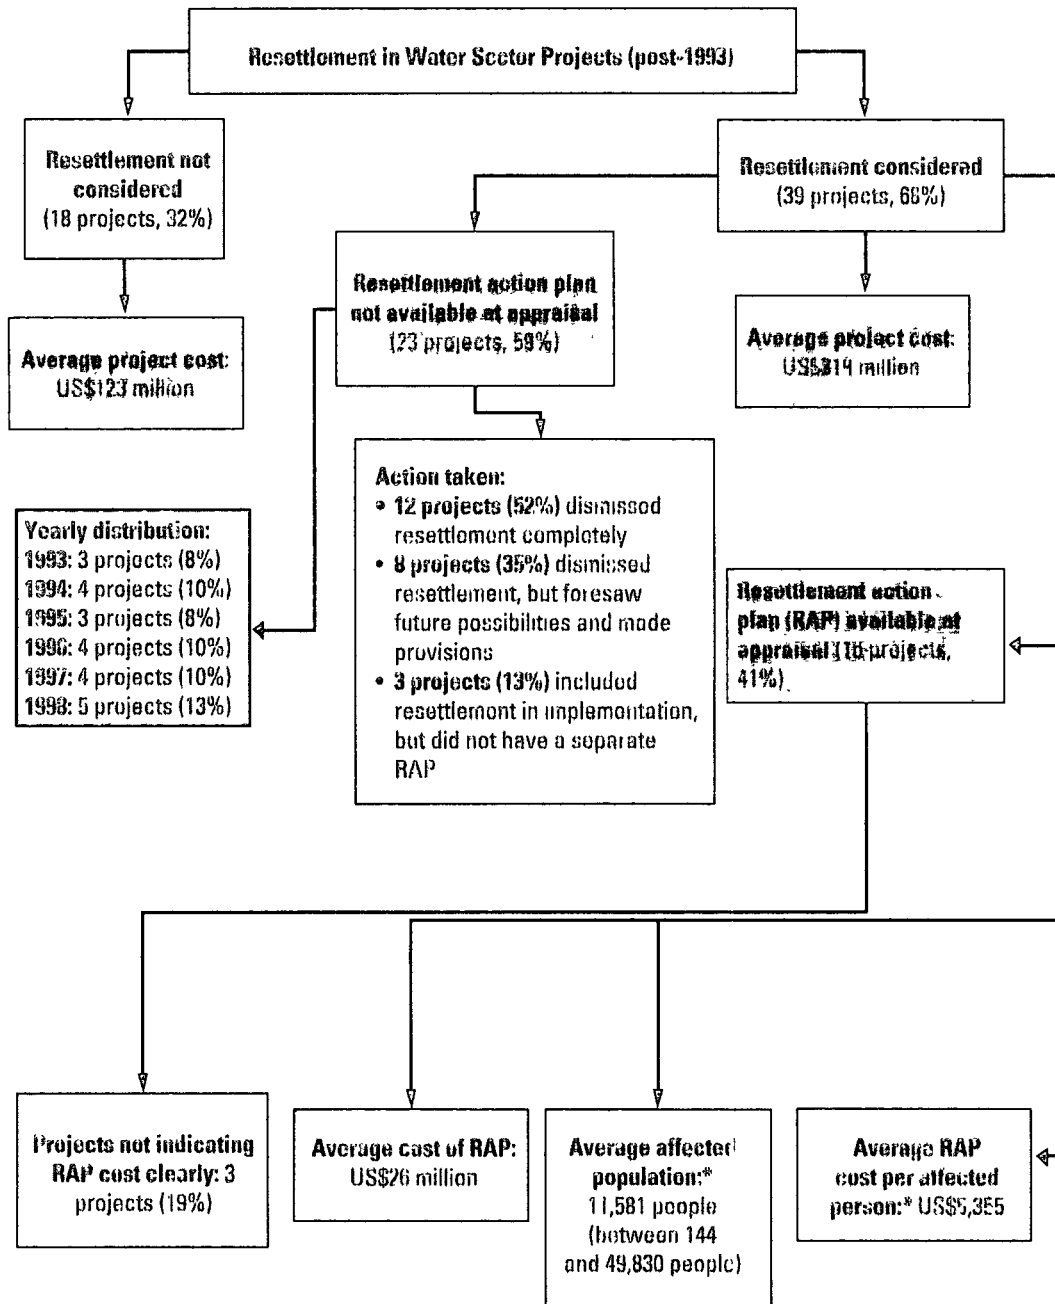 Resettlement in Water Sector Projects (post-1993)
Resettlement not
considered
(18 projects, 32%)
Resettlement considered
(39 projects, 68%)
Resettlement action plan
not available at appraisal
(23 projects, 59%)
Average project cost:
US$123 million
Average project cost:
million
Action taken:
• 12 projects (52%) dismissed
resettlement completely
• 8 projects (35%) dismissed
resettlement, but foresaw
future possibilities and made
provisions
• 3 projects (13%) included
resettlement in implementation,
but did not have a separate
RAP
Yearly distribution:
1993: 3 projects (8%)
1994: 4 projects (10%)
1995: 3 projects (8%)
1996: 4 projects (10%)
1997: 4 projects (10%)
1998: 5 projects (13%)
Resettlement action
plan (RAP) available at
appraisal (16 projects,
41%)
Projects not indicating
RAP cost clearly: 3
projects (19%)
Average cost of RAP:
US$26 million
Average affected
population:*
11,581 people
(between 144
and 49,830 people)
Average RAP
cost per affected
person:*